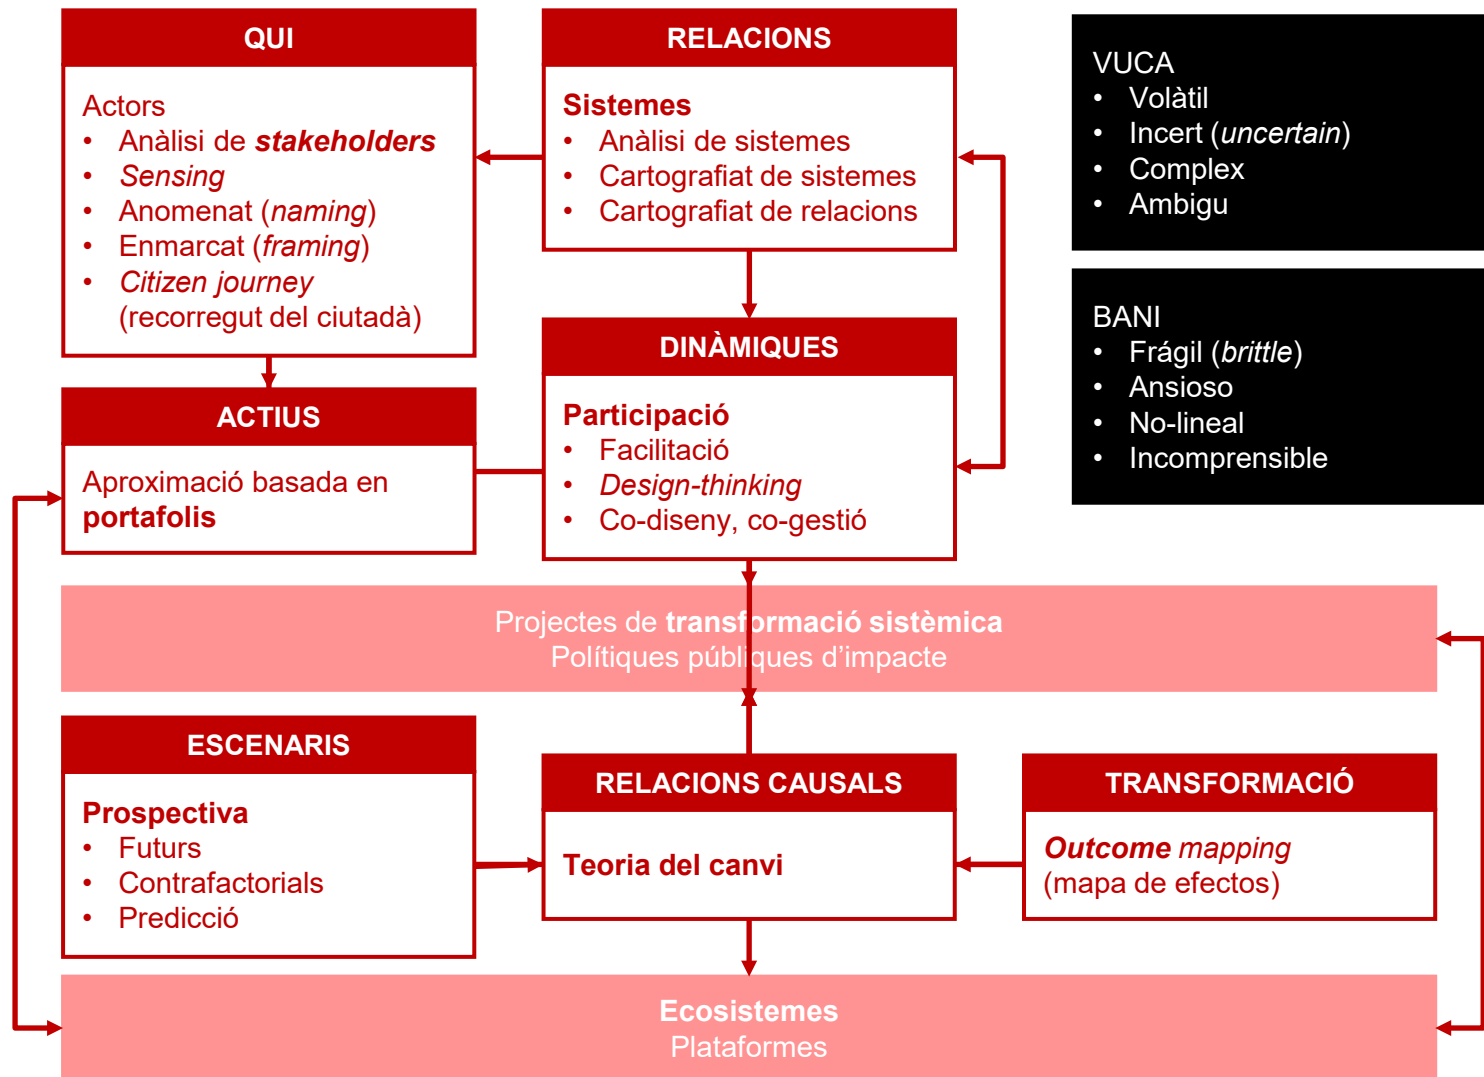 QUI
Actors
• Anàlisi de stakeholders
• Sensing
• Anomenat (naming)
• Enmarcat (framing)
• Citizen journey
(recorregut del ciutadà)
RELACIONS
Sistemes
• Anàlisi de sistemes
• Cartografiat de sistemes
• Cartografiat de relacions
VUCA
• Volàtil
• Incert (uncertain)
• Complex
• Ambigu
BANI
• Frágil (brittle)
• Ansioso
• No-lineal
• Incomprensible
ACTIUS
Aproximació basada en
portafolis
DINÀMIQUES
Participació
• Facilitació
• Design-thinking
• Co-diseny, co-gestió
Projectes de transformació sistèmica
Polítiques públiques d’impacte
ESCENARIS
Prospectiva
• Futurs
• Contrafactorials
• Predicció
RELACIONS CAUSALS
Teoria del canvi
TRANSFORMACIÓ
Outcome mapping
(mapa de efectos)
Ecosistemes
Plataformes